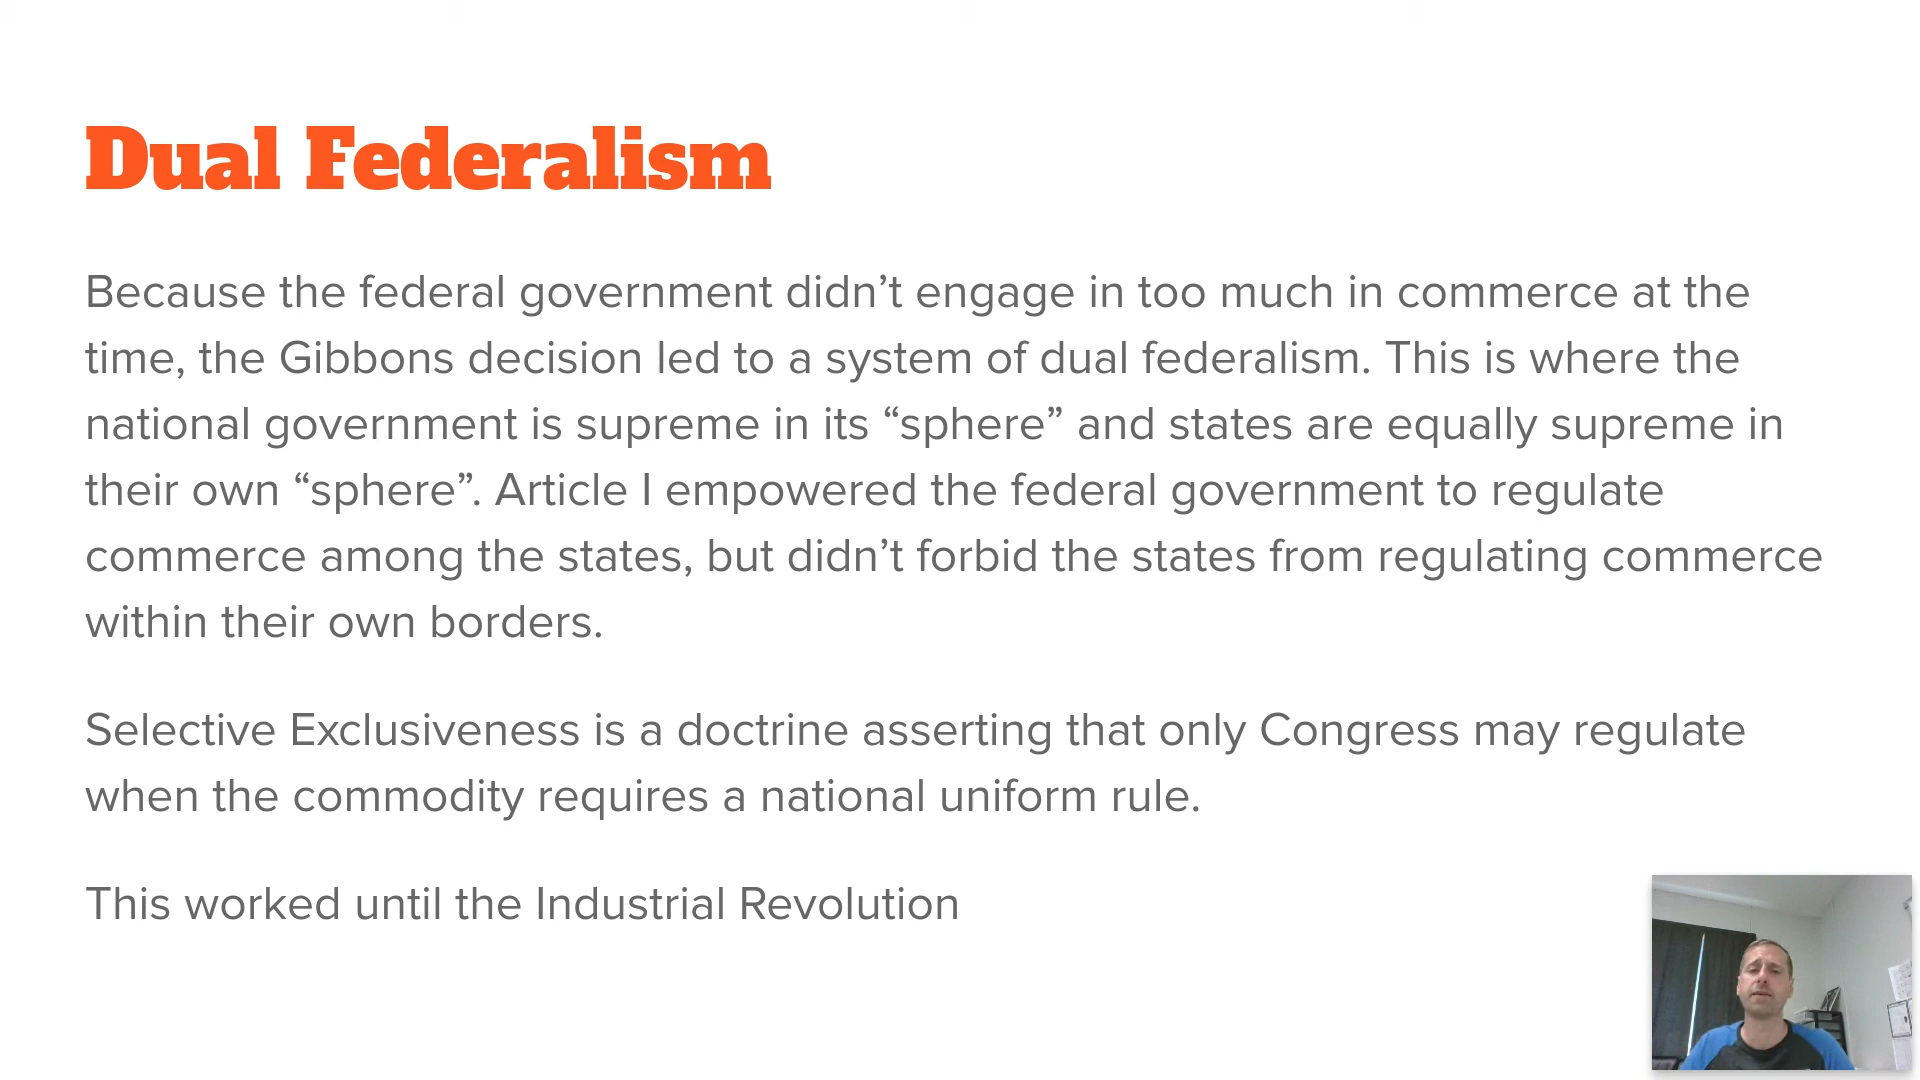 Dual Federalism
Because the federal government didn’t engage in too much in commerce at the
time, the Gibbons decision led to a system of dual federalism. This is where the
national government is supreme in its “sphere” and states are equally supreme in
their own “sphere”. Article I empowered the federal government to regulate
commerce among the states, but didn’t forbid the states from regulating commerce
within their own borders.
Selective Exclusiveness is a doctrine asserting that only Congress may regulate
when the commodity requires a national uniform rule.
This worked until the Industrial Revolution